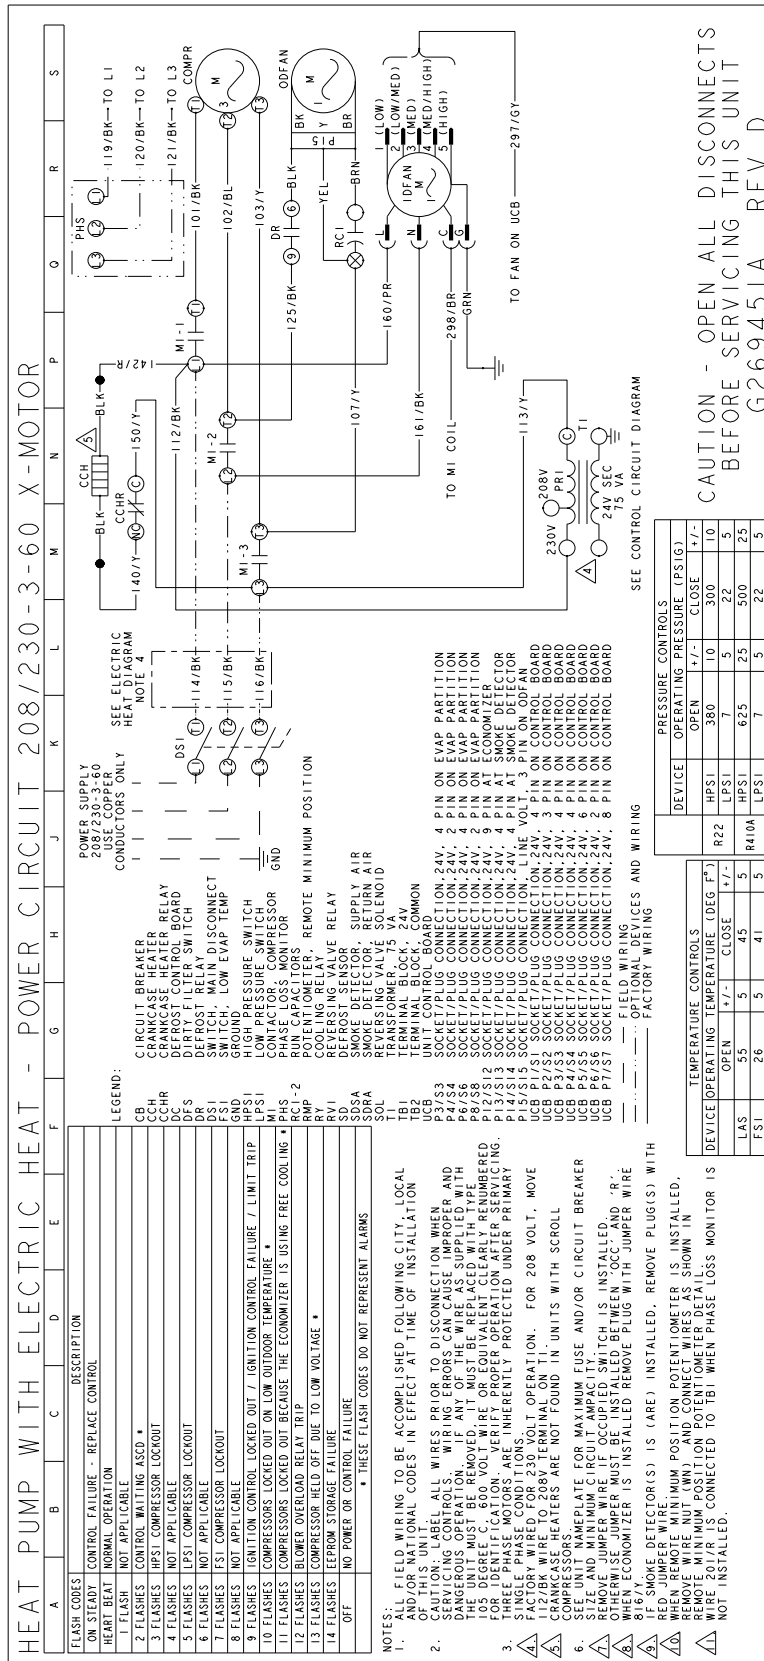 HEAT PUMP WITH ELECTRIC HEAT - POWER CIRCUIT 208/230-3-60 X-MOTOR
A B C D E F G H J K L M N P Q R S
FLASH CODES DESCRIPTION
ON STEADY CONTROL FAILURE - REPLACE CONTROL
HEART BEAT NORMAL OPERATION
1 FLASH NOT APPLICABLE
2 FLASHES CONTROL WAITING ASCD *
3 FLASHES HPS1 COMPRESSOR LOCKOUT
4 FLASHES NOT APPLICABLE
5 FLASHES LPS1 COMPRESSOR LOCKOUT
6 FLASHES NOT APPLICABLE
7 FLASHES FS1 COMPRESSOR LOCKOUT
8 FLASHES NOT APPLICABLE
9 FLASHES IGNITION CONTROL LOCKED OUT / IGNITION CONTROL FAILURE / LIMIT TRIP
10 FLASHES COMPRESSORS LOCKED OUT ON LOW OUTDOOR TEMPERATURE *
11 FLASHES COMPRESSORS LOCKED OUT BECAUSE THE ECONOMIZER IS USING FREE COOLING *
12 FLASHES BLOWER OVERLOAD RELAY TRIP
13 FLASHES COMPRESSOR HELD OFF DUE TO LOW VOLTAGE *
14 FLASHES EEPROM STORAGE FAILURE
OFF NO POWER OR CONTROL FAILURE
* THESE FLASH CODES DO NOT REPRESENT ALARMS
NOTES:
1. ALL FIELD WIRING TO BE ACCOMPLISHED FOLLOWING CITY, LOCAL
AND/OR NATIONAL CODES IN EFFECT AT TIME OF INSTALLATION
OF THIS UNIT.
2. CAUTION: LABEL ALL WIRES PRIOR TO DISCONNECTION WHEN
SERVICING CONTROLS. WIRING ERRORS CAN CAUSE IMPROPER AND
DANGEROUS OPERATION. IF ANY OF THE WIRE AS SUPPLIED WITH
THE UNIT MUST BE REMOVED, IT MUST BE REPLACED WITH TYPE
105 DEGREE C, 600 VOLT WIRE OR EQUIVALENT CLEARLY RENUMBERED
FOR IDENTIFICATION. VERIFY PROPER OPERATION AFTER SERVICING.
3. THREE PHASE MOTORS ARE INHERENTLY PROTECTED UNDER PRIMARY
SINGLE PHASE CONDITIONS.
4. FACTORY WIRED FOR 230 VOLT OPERATION. FOR 208 VOLT, MOVE
112/BK WIRE TO 208V TERMINAL ON T1.
5. CRANKCASE HEATERS ARE NOT FOUND IN UNITS WITH SCROLL
COMPRESSORS.
6. SEE UNIT NAMEPLATE FOR MAXIMUM FUSE AND/OR CIRCUIT BREAKER
SIZE AND MINIMUM CIRCUIT AMPACITY.
7. REMOVE JUMPER WIRE IF OCCUPIED SWITCH IS INSTALLED.
OTHERWISE JUMPER MUST BE INSTALLED BETWEEN 'OCC' AND 'R'.
8. WHEN ECONOMIZER IS INSTALLED REMOVE PLUG WITH JUMPER WIRE
816/Y.
9. IF SMOKE DETECTOR(S) IS (ARE) INSTALLED, REMOVE PLUG(S) WITH
RED JUMPER WIRE.
10. WHEN REMOTE MINIMUM POSITION POTENTIOMETER IS INSTALLED,
REMOVE WIRE NUT (WN) AND CONNECT WIRES AS SHOWN IN
REMOTE MINIMUM POSITION POTENTIOMETER DETAIL.
11. WIRE 201/R IS CONNECTED TO TB1 WHEN PHASE LOSS MONITOR IS
NOT INSTALLED.
LEGEND:
CB CIRCUIT BREAKER
CCH CRANKCASE HEATER
CCHR CRANKCASE HEATER RELAY
DC DEFROST CONTROL BOARD
DFS DIRTY FILTER SWITCH
DR DEFROST RELAY
DS1 SWITCH, MAIN DISCONNECT
FS1 SWITCH, LOW EVAP TEMP
GND GROUND
HPS1 HIGH PRESSURE SWITCH
LPS1 LOW PRESSURE SWITCH
M1 CONTACTOR, COMPRESSOR
PHS PHASE LOSS MONITOR
RC1-2 RUN CAPACITORS
RMP POTENTIOMETER, REMOTE MINIMUM POSITION
RY COOLING RELAY
RV1 REVERSING VALVE RELAY
SD DEFROST SENSOR
SDSA SMOKE DETECTOR, SUPPLY AIR
SDRA SMOKE DETECTOR, RETURN AIR
SOL REVERSING VALVE SOLENOID
T1 TRANSFORMER, 75 VA
TB1 TERMINAL BLOCK, 24V
TB2 TERMINAL BLOCK, COMMON
UCB UNIT CONTROL BOARD
P3/S3 SOCKET/PLUG CONNECTION,24V, 4 PIN ON EVAP PARTITION
P4/S4 SOCKET/PLUG CONNECTION,24V, 2 PIN ON EVAP PARTITION
P6/S6 SOCKET/PLUG CONNECTION,24V, 4 PIN ON EVAP PARTITION
P8/S8 SOCKET/PLUG CONNECTION,24V, 2 PIN ON EVAP PARTITION
P12/S12 SOCKET/PLUG CONNECTION,24V, 9 PIN AT ECONOMIZER
P13/S13 SOCKET/PLUG CONNECTION,24V, 4 PIN AT SMOKE DETECTOR
P14/S14 SOCKET/PLUG CONNECTION,24V, 4 PIN AT SMOKE DETECTOR
P15/S15 SOCKET/PLUG CONNECTION, LINE VOLT, 3 PIN ON ODFAN
UCB P1/S1 SOCKET/PLUG CONNECTION,24V, 4 PIN ON CONTROL BOARD
UCB P2/S2 SOCKET/PLUG CONNECTION,24V, 3 PIN ON CONTROL BOARD
UCB P3/S3 SOCKET/PLUG CONNECTION,24V, 9 PIN ON CONTROL BOARD
UCB P4/S4 SOCKET/PLUG CONNECTION,24V, 4 PIN ON CONTROL BOARD
UCB P5/S5 SOCKET/PLUG CONNECTION,24V, 6 PIN ON CONTROL BOARD
UCB P6/S6 SOCKET/PLUG CONNECTION,24V, 2 PIN ON CONTROL BOARD
UCB P7/S7 SOCKET/PLUG CONNECTION,24V, 8 PIN ON CONTROL BOARD
FIELD WIRING
OPTIONAL DEVICES AND WIRING
FACTORY WIRING
TEMPERATURE CONTROLS
DEVICE OPERATING TEMPERATURE (DEG F°)
OPEN +/- CLOSE +/-
LAS 55 5 45 5
FS1 26 5 41 5
PRESSURE CONTROLS
DEVICE OPERATING PRESSURE (PSIG)
OPEN +/- CLOSE +/-
R22 HPS1 380 10 300 10
LPS1 7 5 22 5
R410A HPS1 625 25 500 25
LPS1 7 5 22 5
POWER SUPPLY
208/230-3-60
USE COPPER
CONDUCTORS ONLY
GND
DS1
L1 T1
L2 T2
L3 T3
SEE ELECTRIC
HEAT DIAGRAM
NOTE 4
114/BK
115/BK
116/BK
140/Y
BLK
CCH
5
BLK
CCHR
NC C
150/Y
142/R
112/BK
M1-1
L1 T1
M1-2
L2 T2
M1-3
L3 T3
PHS
L3 L2 L1
119/BK TO L1
120/BK TO L2
121/BK TO L3
101/BK
102/BL
103/Y
T1 COMPR
T2 3 M
T3
125/BK
9 DR 6
BLK
RC1
YEL
BRN
P15
BK
Y
BR
ODFAN
M
1
107/Y
160/PR
161/BK
TO M1 COIL 298/BR
GRN
L
N
C
G
IDFAN
M
1
1 (LOW)
2 (LOW/MED)
3 (MED)
4 (MED/HIGH)
5 (HIGH)
TO FAN ON UCB 297/GY
113/Y
230V 208V
PRI
C
T1
24V SEC
75 VA
4
SEE CONTROL CIRCUIT DIAGRAM
CAUTION - OPEN ALL DISCONNECTS
BEFORE SERVICING THIS UNIT
G269451A REV D